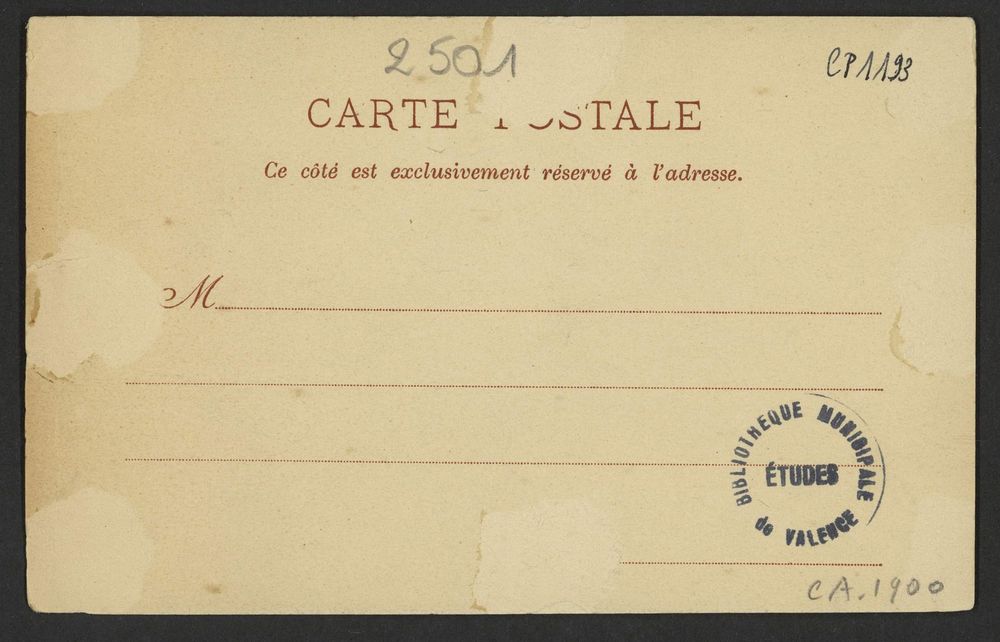 2501
CP1193
CARTE POSTALE
Ce côté est exclusivement réservé à l'adresse.
M
BIBLIOTHEQUE MUNICIPALE
ÉTUDES
de VALENCE
CA.1900